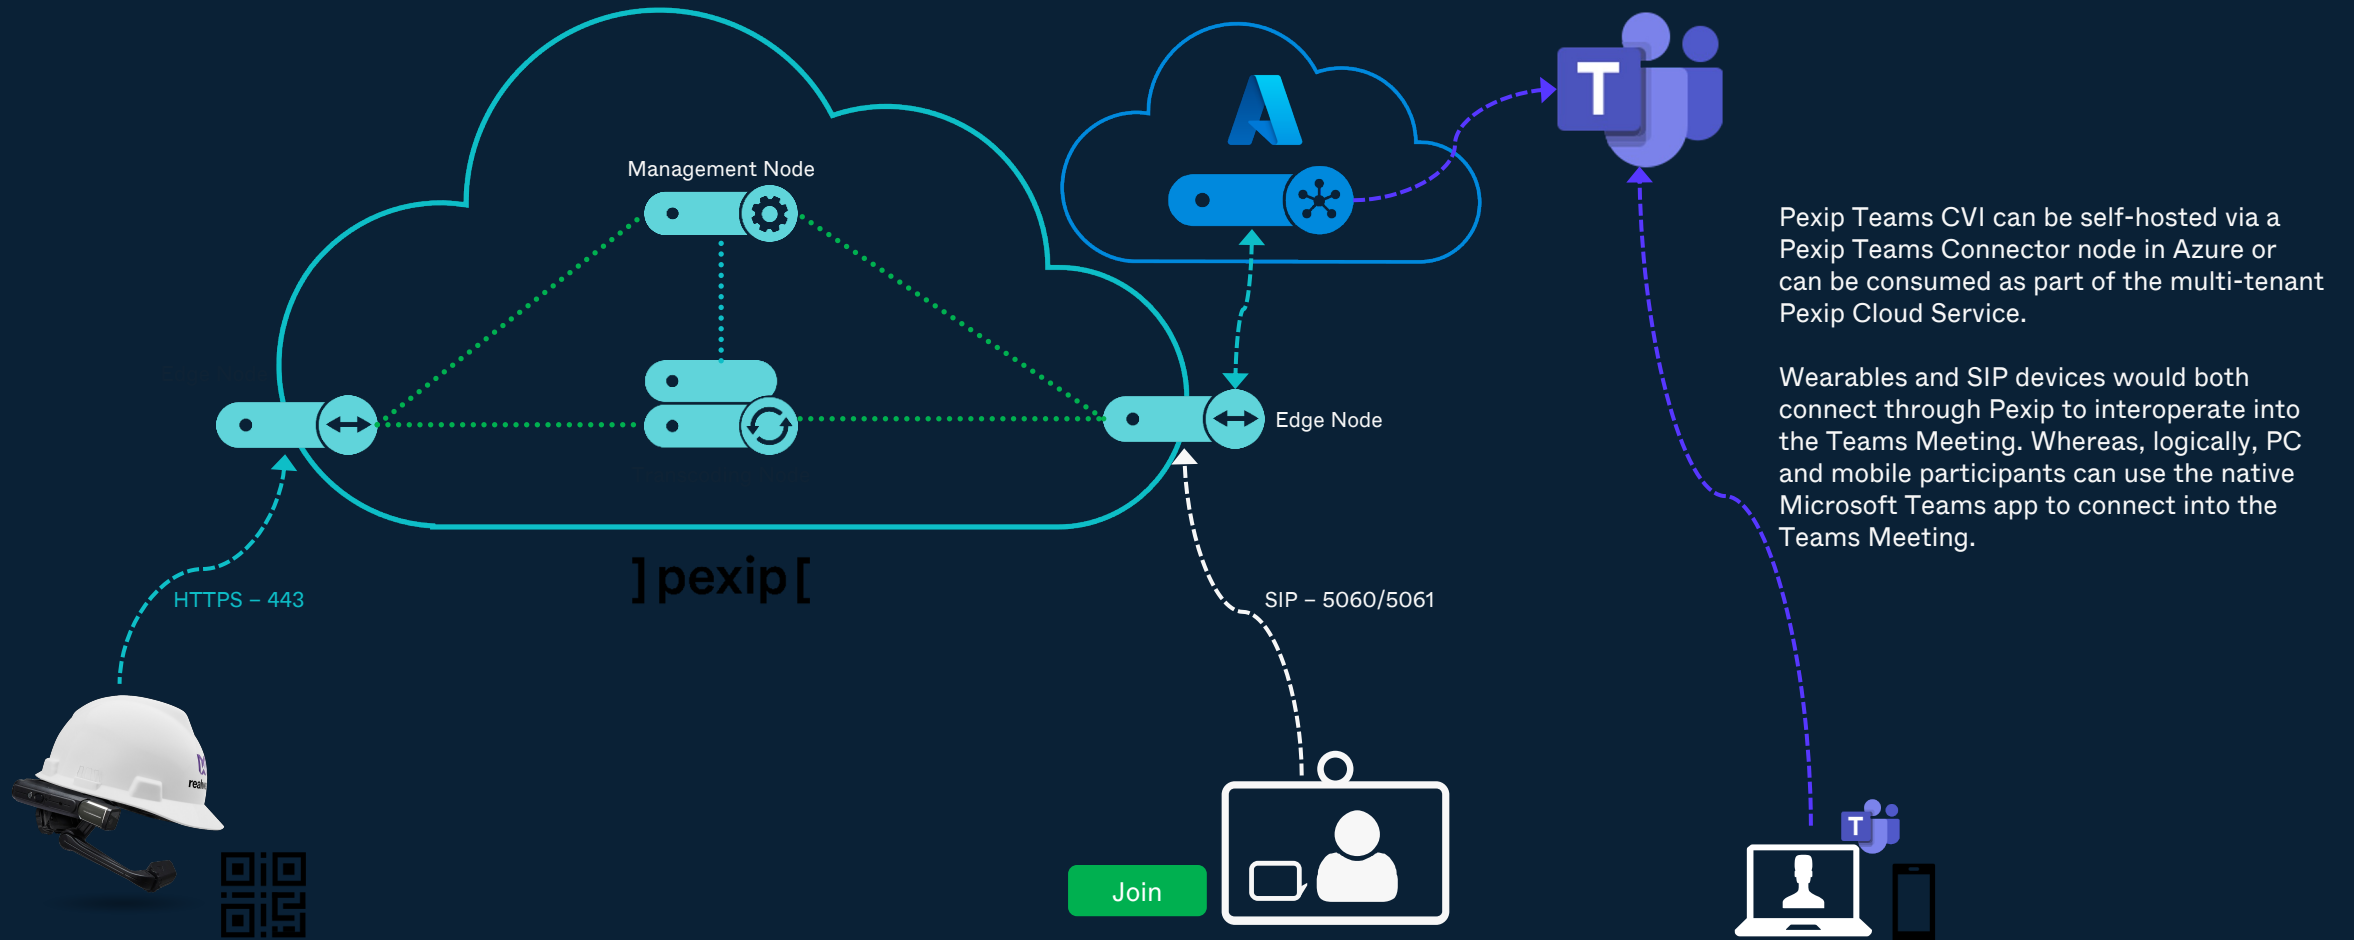 Management Node
T
Pexip Teams CVI can be self-hosted via a
Pexip Teams Connector node in Azure or
can be consumed as part of the multi-tenant
Pexip Cloud Service.
Wearables and SIP devices would both
connect through Pexip to interoperate into
the Teams Meeting. Whereas, logically, PC
and mobile participants can use the native
Microsoft Teams app to connect into the
Teams Meeting.
Edge Node
]pexip[
HTTPS – 443
SIP – 5060/5061
Join
T